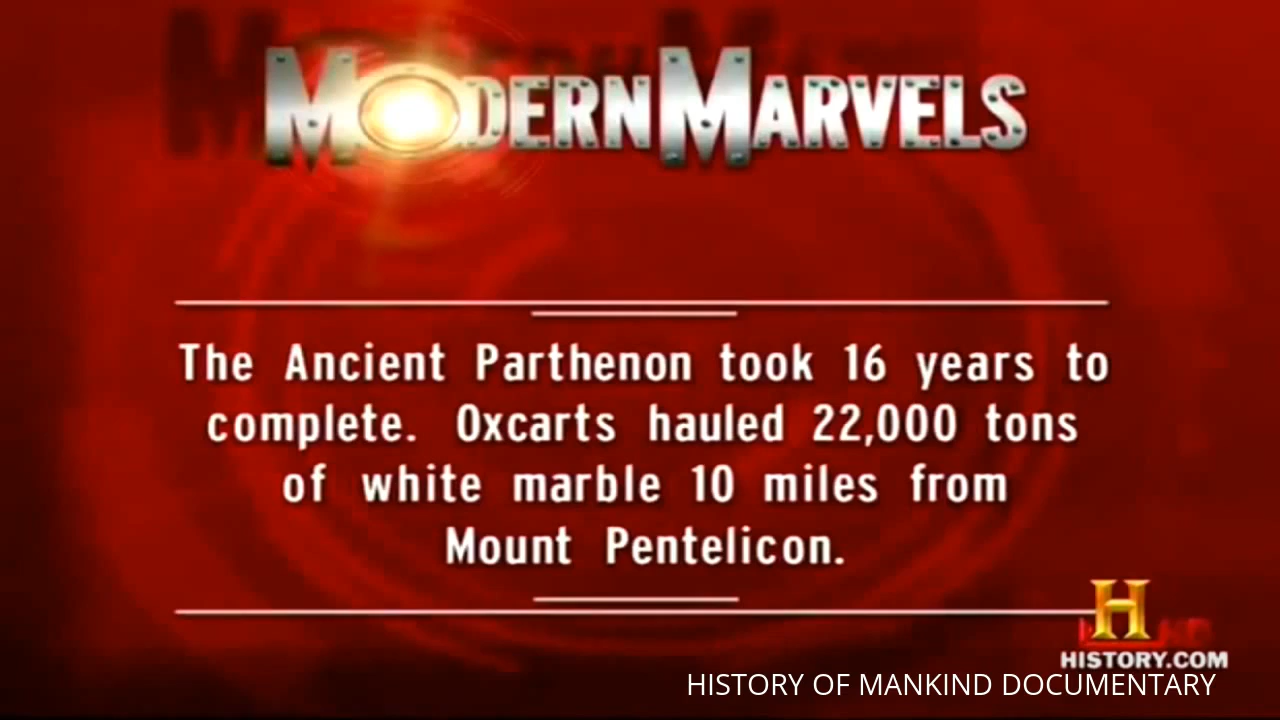 MODERN MARVELS
The Ancient Parthenon took 16 years to
complete. Oxcarts hauled 22,000 tons
of white marble 10 miles from
Mount Pentelicon.
H
HISTORY.COM
HISTORY OF MANKIND DOCUMENTARY